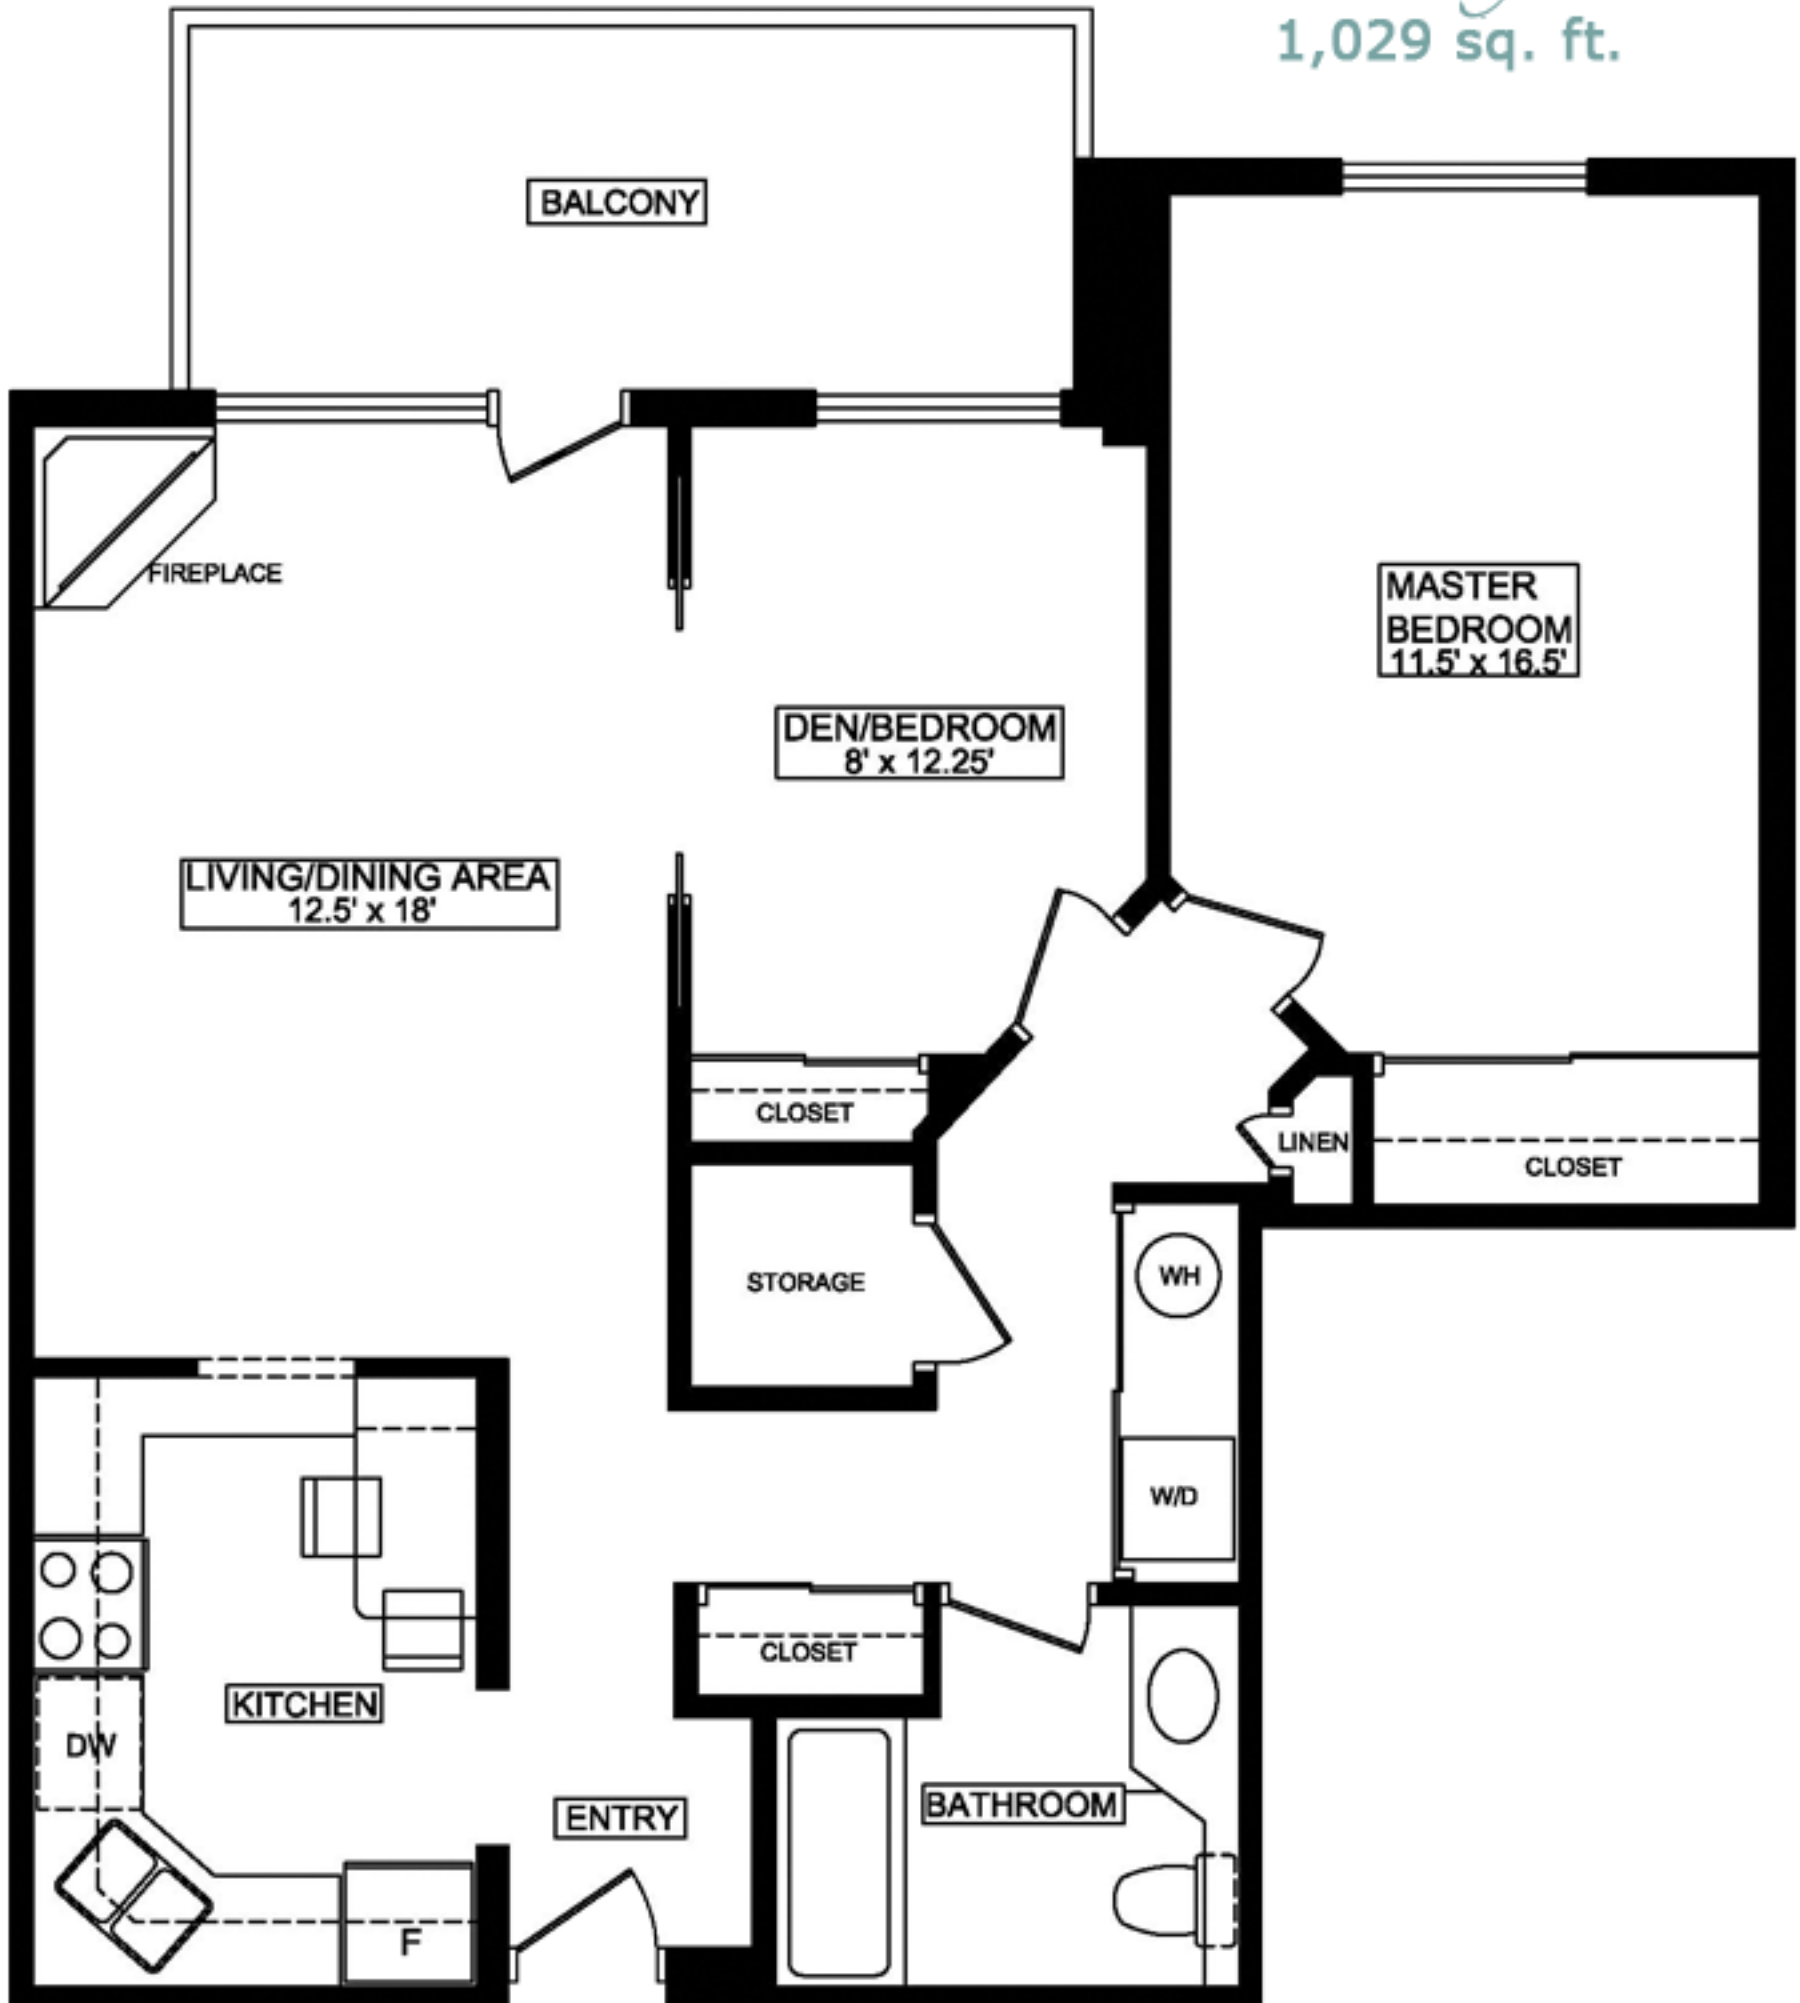 1,029 sq. ft.
BALCONY
FIREPLACE
MASTER
BEDROOM
11.5' x 16.5'
DEN/BEDROOM
8' x 12.25'
LIVING/DINING AREA
12.5' x 18'
CLOSET
LINEN
CLOSET
STORAGE
WH
W/D
CLOSET
KITCHEN
DW
BATHROOM
ENTRY
F